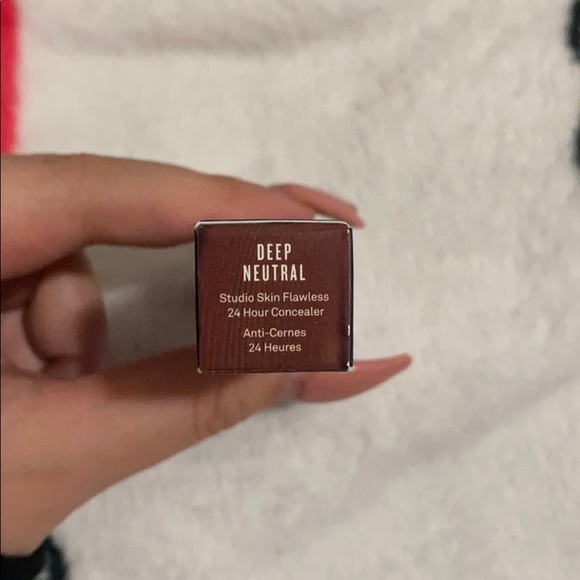 DEEP
NEUTRAL
Studio Skin Flawless
24 Hour Concealer
Anti-Cernes
24 Heures